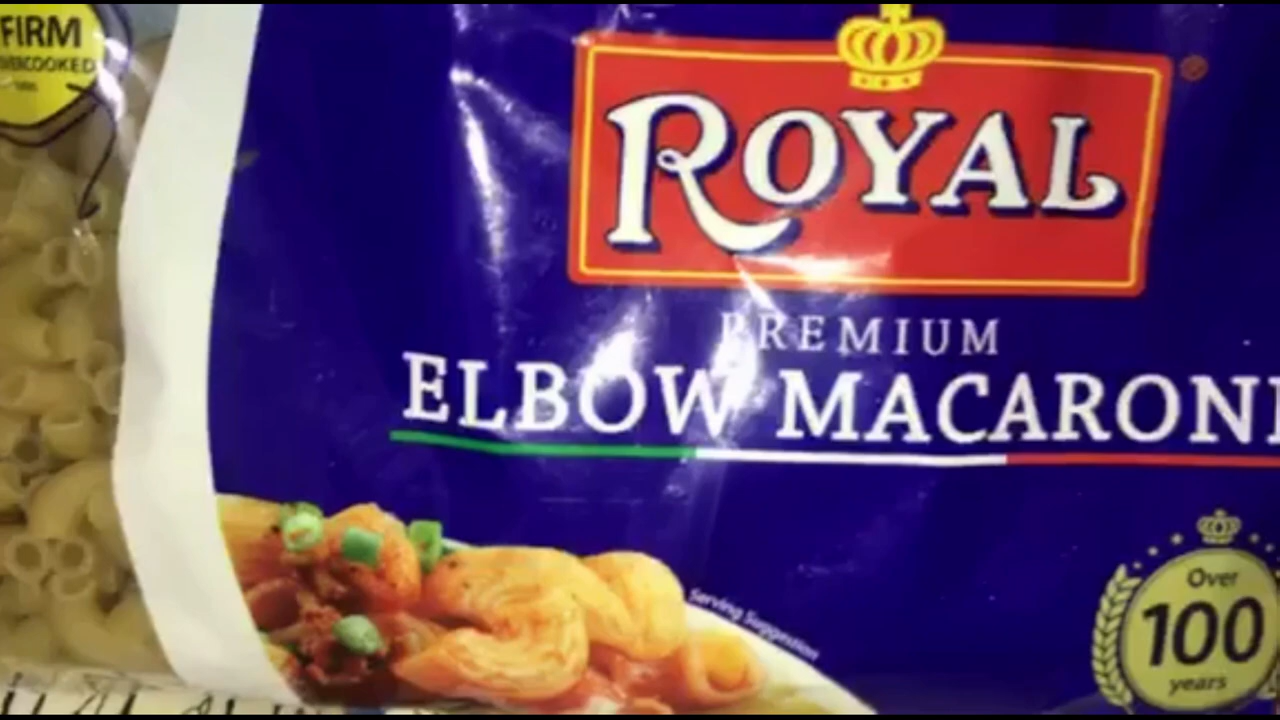 FIRM
ROYAL
®
PREMIUM
ELBOW MACARONI
Serving Suggestion
Over
100
years